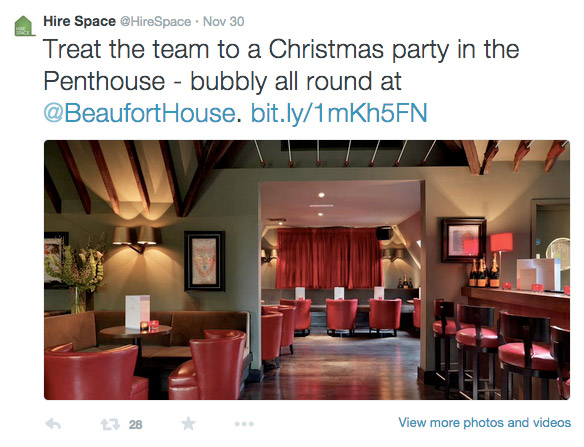 Hire Space @HireSpace · Nov 30
Treat the team to a Christmas party in the
Penthouse - bubbly all round at
@BeaufortHouse. bit.ly/1mKh5FN
28
View more photos and videos